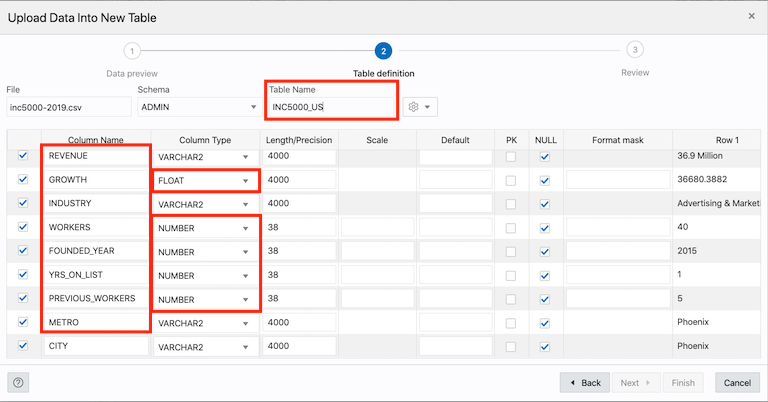 Upload Data Into New Table
1 2 3
Data preview Table definition Review
File Schema Table Name
inc5000-2019.csv ADMIN INC5000_US
Column Name Column Type Length/Precision Scale Default PK NULL Format mask Row 1
REVENUE VARCHAR2 4000 36.9 Million
GROWTH FLOAT 4000 36680.3882
INDUSTRY VARCHAR2 4000 Advertising & Marketi
WORKERS NUMBER 38 40
FOUNDED_YEAR NUMBER 38 2015
YRS_ON_LIST NUMBER 38 1
PREVIOUS_WORKERS NUMBER 38 5
METRO VARCHAR2 4000 Phoenix
CITY VARCHAR2 4000 Phoenix
? Back Next Finish Cancel